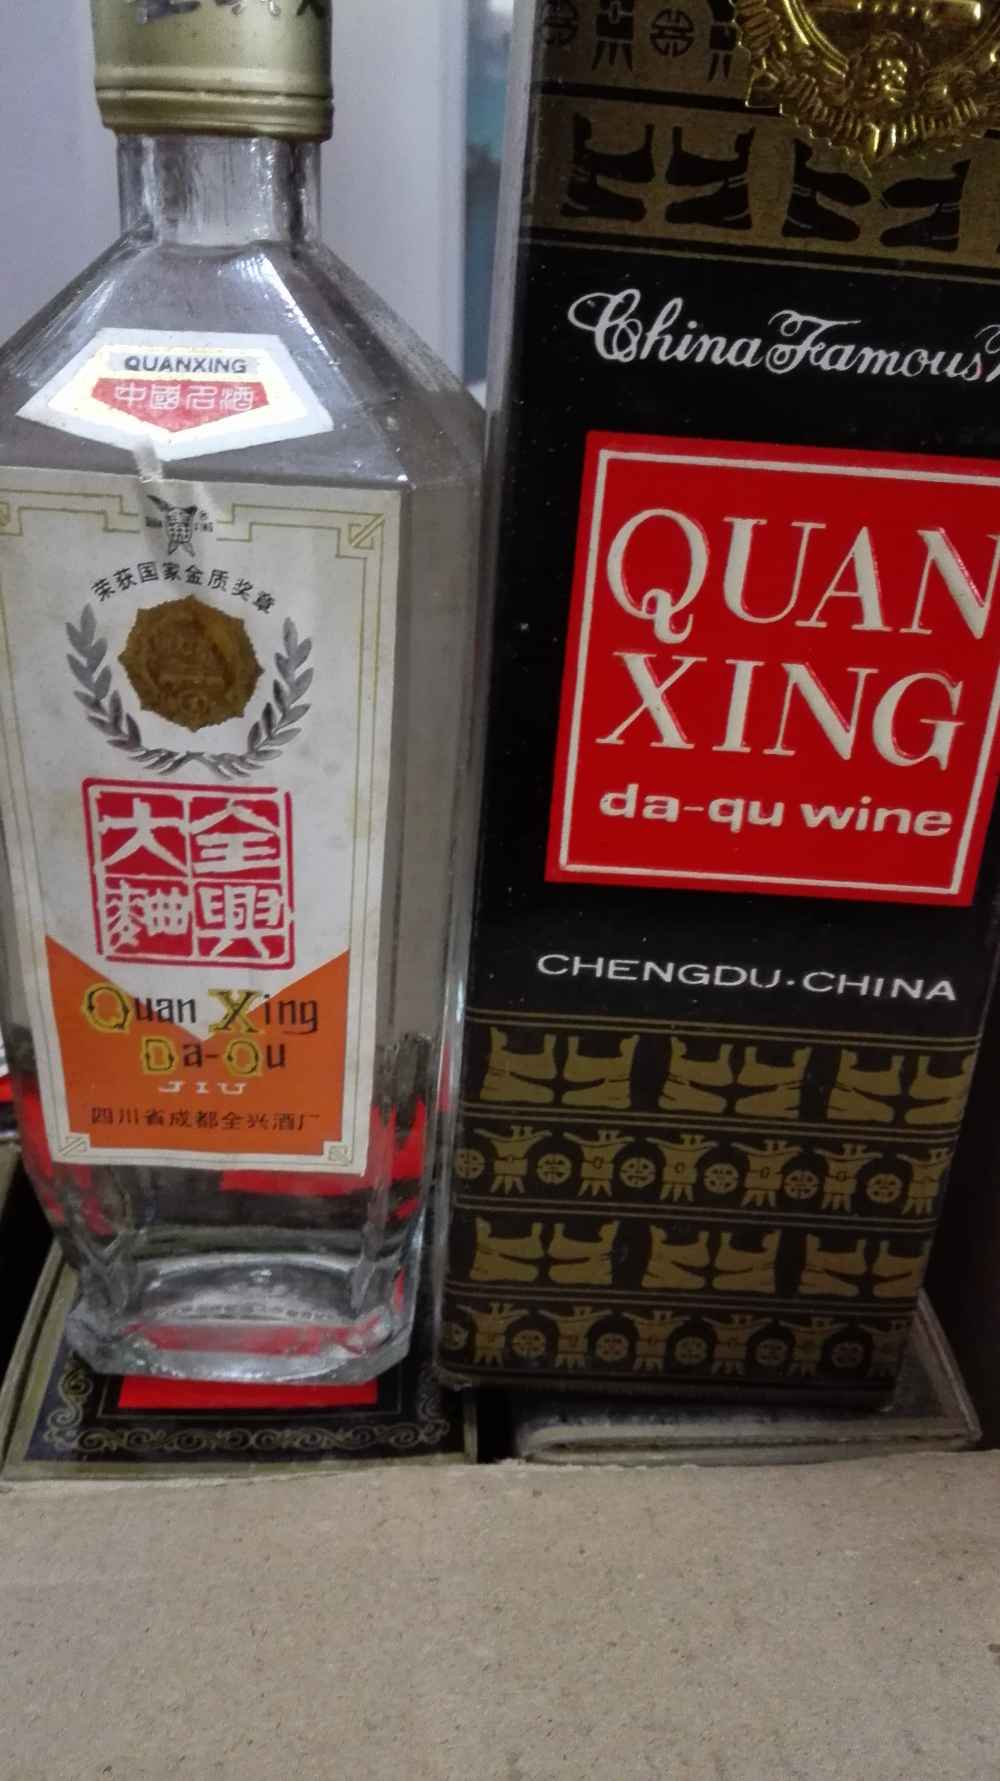 QUANXING
中國名酒
荣获国家金质奖章
全興
大麯
Quan Xing
Da-Qu
JIU
四川省成都全兴酒厂
China Famous
QUAN
XING
da-qu wine
CHENGDU·CHINA